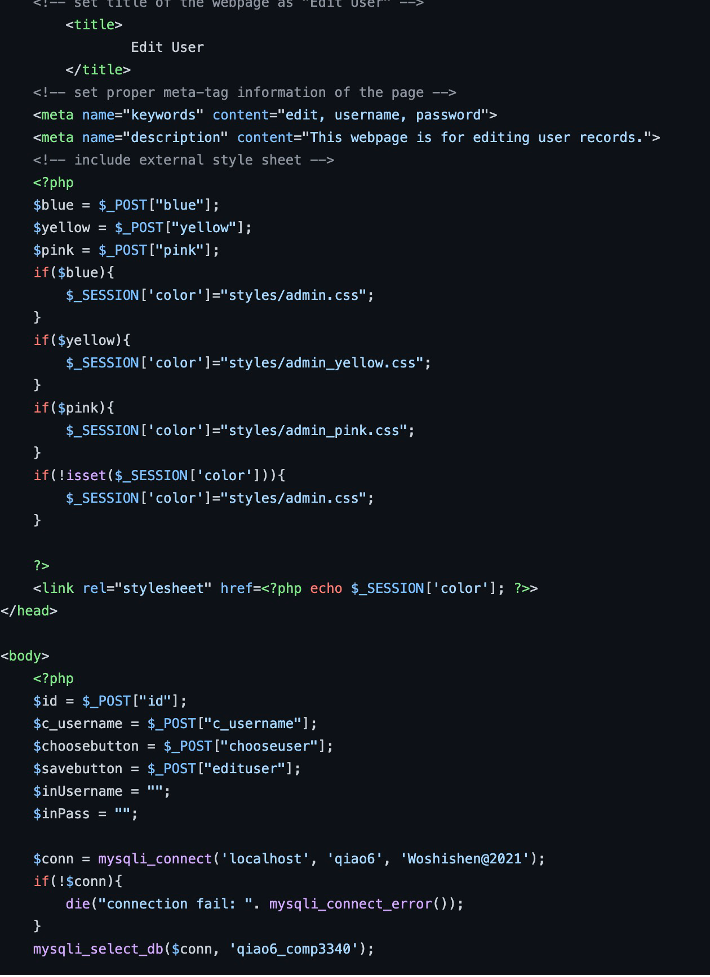 <!-- set title of the webpage as "Edit User" -->
<title>
Edit User
</title>
<!-- set proper meta-tag information of the page -->
<meta name="keywords" content="edit, username, password">
<meta name="description" content="This webpage is for editing user records.">
<!-- include external style sheet -->
<?php
$blue = $_POST["blue"];
$yellow = $_POST["yellow"];
$pink = $_POST["pink"];
if($blue){
$_SESSION['color']="styles/admin.css";
}
if($yellow){
$_SESSION['color']="styles/admin_yellow.css";
}
if($pink){
$_SESSION['color']="styles/admin_pink.css";
}
if(!isset($_SESSION['color'])){
$_SESSION['color']="styles/admin.css";
}
?>
<link rel="stylesheet" href=<?php echo $_SESSION['color']; ?>>
</head>
<body>
<?php
$id = $_POST["id"];
$c_username = $_POST["c_username"];
$choosebutton = $_POST["chooseuser"];
$savebutton = $_POST["edituser"];
$inUsername = "";
$inPass = "";
$conn = mysqli_connect('localhost', 'qiao6', 'Woshishen@2021');
if(!$conn){
die("connection fail: ". mysqli_connect_error());
}
mysqli_select_db($conn, 'qiao6_comp3340');